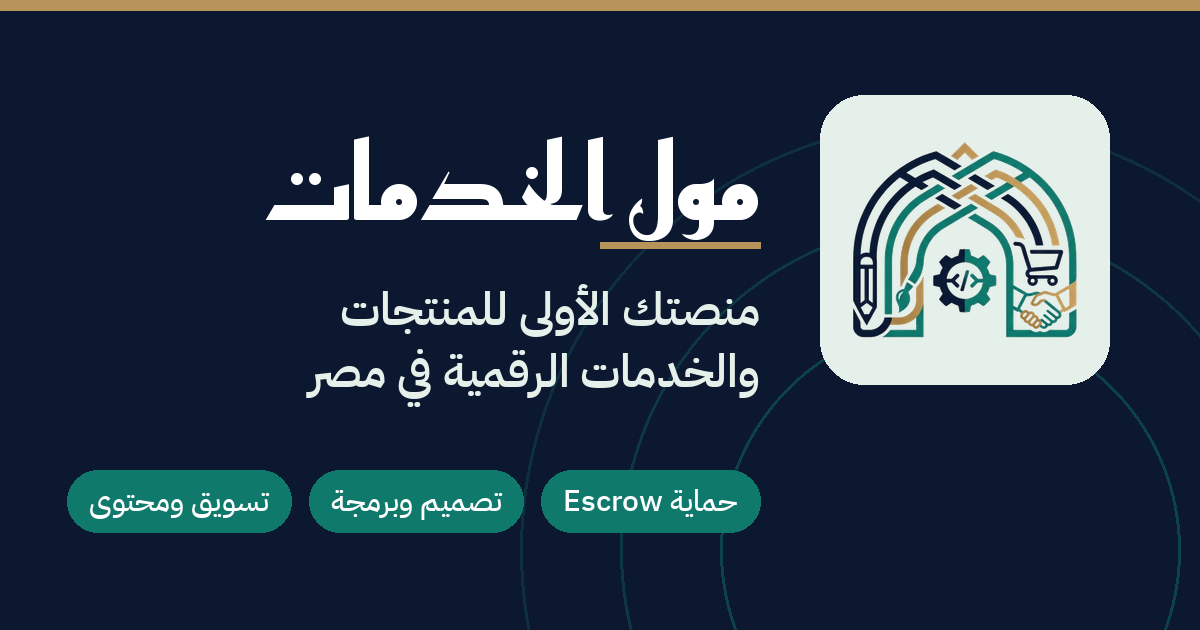 مول الخدمات
منصتك الأولى للمنتجات
والخدمات الرقمية في مصر
حماية Escrow
تصميم وبرمجة
تسويق ومحتوى